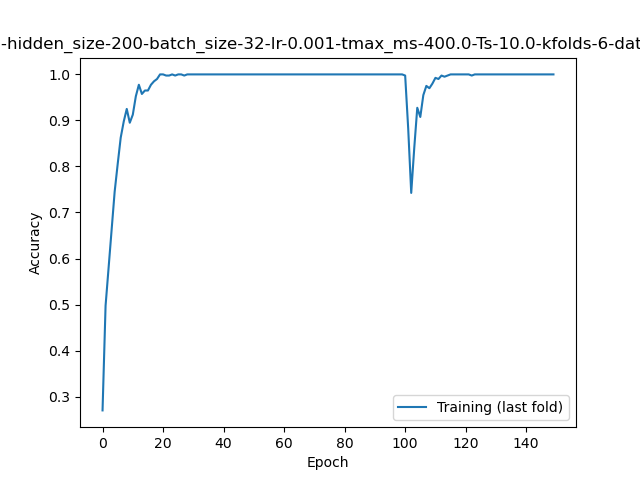 -hidden_size-200-batch_size-32-lr-0.001-tmax_ms-400.0-Ts-10.0-kfolds-6-dat
1.0
0.9
0.8
0.7
0.6
0.5
0.4
0.3
Accuracy
Training (last fold)
0 20 40 60 80 100 120 140
Epoch